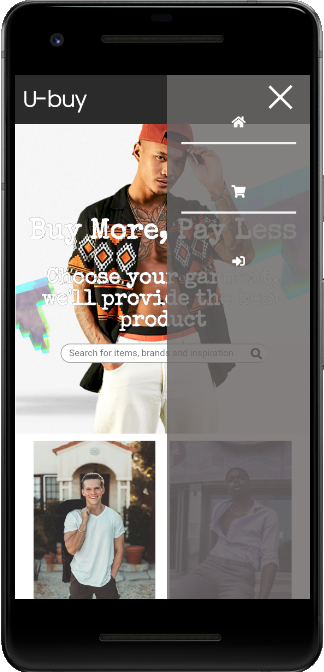 U-buy
Buy More, Pay Less
Choose your garment
we'll provide the best
product
Search for items, brands and inspiration